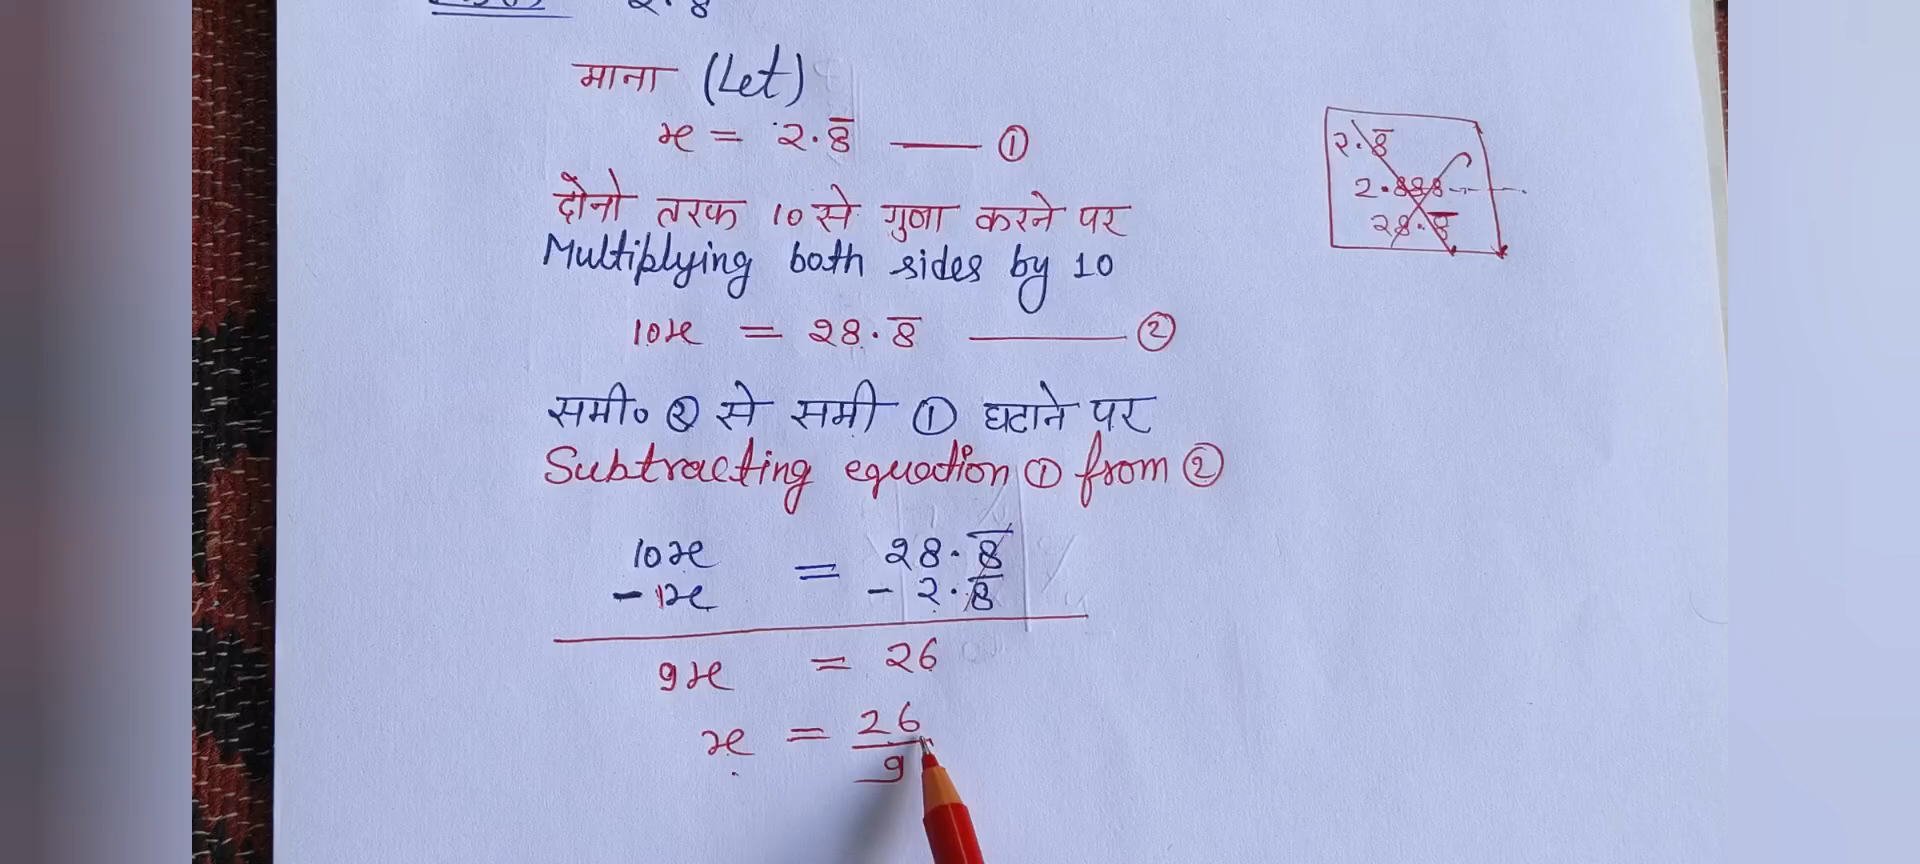 2.8
माना (Let)
x = 2.8̅ —— ①
दोनो तरफ 10 से गुणा करने पर
Multiplying both sides by 10
10x = 28.8̅ —— ②
समी० ② से समी ① घटाने पर
Subtracting equation ① from ②
10x = 28.8̅
- 1x - 2.8̅
9x = 26
x = 26/9
2.8̅
2.888---
28.8̅